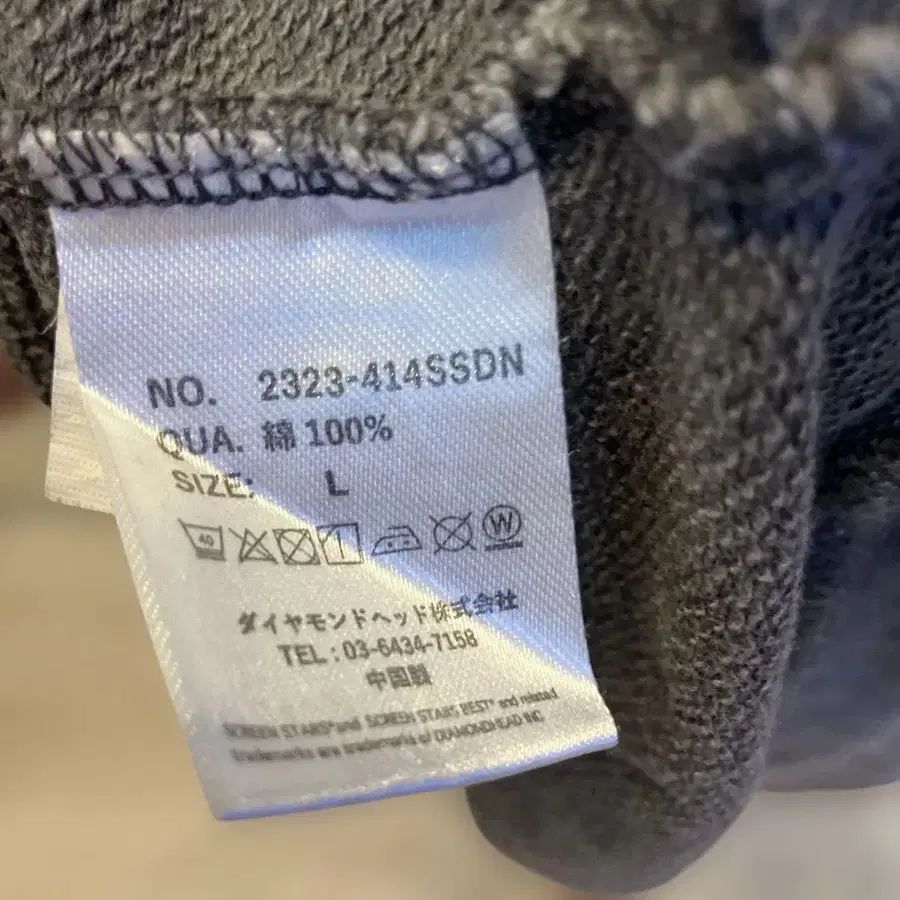 NO. 2323-414SSDN
QUA. 綿 100%
SIZE: L
40 W
ダイヤモンドヘッド株式会社
TEL : 03-6434-7158
中国製
SCREEN STARS® and SCREEN STARS BEST® and related
trademarks are trademarks of DIAMONDHEAD INC